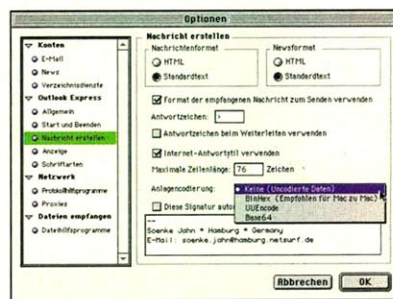 Optionen
Konten
E-Mail
News
Verzeichnisdienste
Outlook Express
Allgemein
Start und Beenden
Nachricht erstellen
Anzeige
Schriftarten
Netzwerk
Protokollhilfsprogramme
Proxies
Dateien empfangen
Dateihilfsprogramme
Nachricht erstellen
Nachrichtenformat
HTML
Standardtext
Newsformat
HTML
Standardtext
Format der empfangenen Nachricht zum Senden verwenden
Antwortzeichen: >
Antwortzeichen beim Weiterleiten verwenden
Internet-Antwortstil verwenden
Maximale Zeilenlänge: 76 Zeichen
Anlagencodierung:
Keine (Uncodierte Daten)
BinHex (Empfohlen für Mac zu Mac)
UUEncode
Base64
Diese Signatur auto
--
Soenke Jahn * Hamburg * Germany
E-Mail: soenke.jahn@hamburg.netsurf.de
Abbrechen
OK